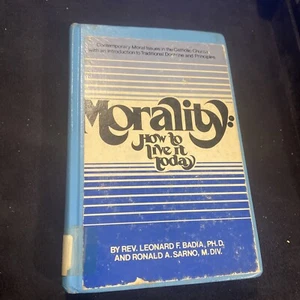 Contemporary Moral Issues in the Catholic Church
with an Introduction to Traditional Doctrine and Principles
Morality:
How to
live it
today
BY REV. LEONARD F. BADIA, PH.D.
AND RONALD A. SARNO, M. DIV.